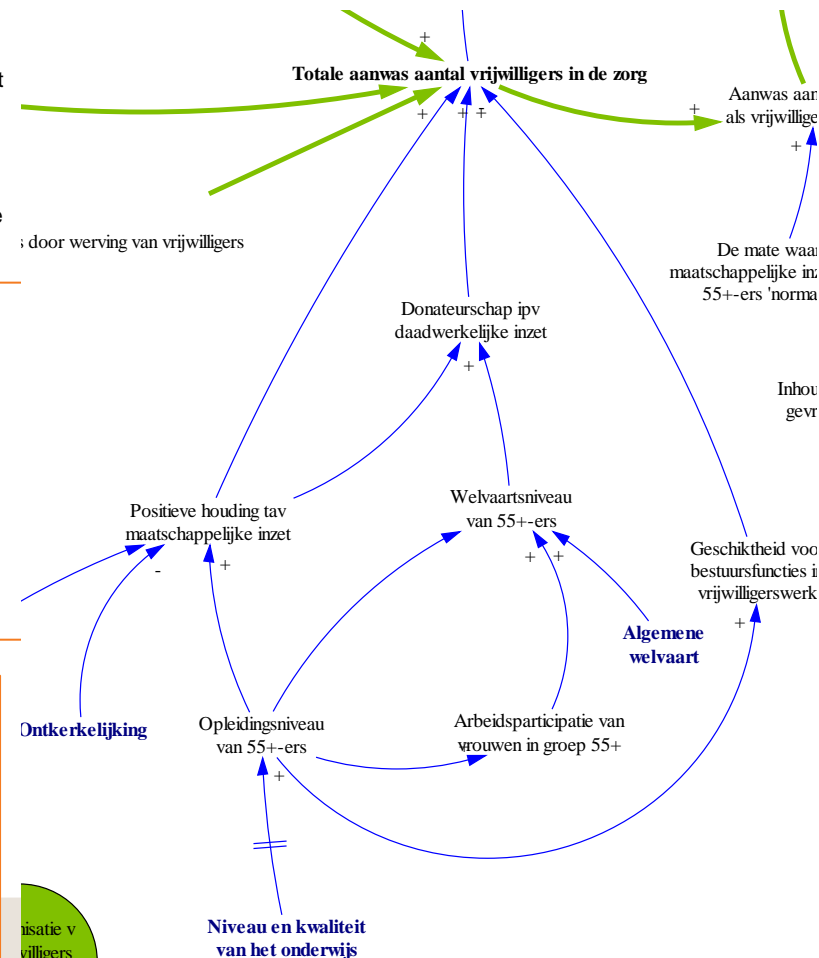 +
Totale aanwas aantal vrijwilligers in de zorg
t
Aanwas aan
als vrijwillige
+
+ + -
+
+
e
s door werving van vrijwilligers
De mate waar
maatschappelijke inz
55+-ers 'norma
Donateurschap ipv
daadwerkelijke inzet
+
Inhou
gevr
Positieve houding tav
maatschappelijke inzet
-
+
Welvaartsniveau
van 55+-ers
+
+
Geschiktheid voo
bestuursfuncties i
vrijwilligerswerk
+
Algemene
welvaart
Ontkerkelijking
Opleidingsniveau
van 55+-ers
+
Arbeidsparticipatie van
vrouwen in groep 55+
Niveau en kwaliteit
van het onderwijs
nisatie v
villigers